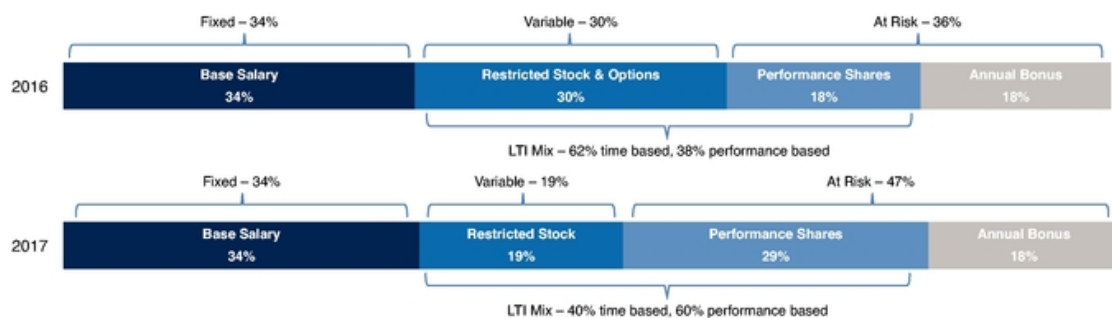 Fixed – 34%
Variable – 30%
At Risk – 36%
2016
Base Salary
34%
Restricted Stock & Options
30%
Performance Shares
18%
Annual Bonus
18%
LTI Mix – 62% time based, 38% performance based
Fixed – 34%
Variable – 19%
At Risk – 47%
2017
Base Salary
34%
Restricted Stock
19%
Performance Shares
29%
Annual Bonus
18%
LTI Mix – 40% time based, 60% performance based